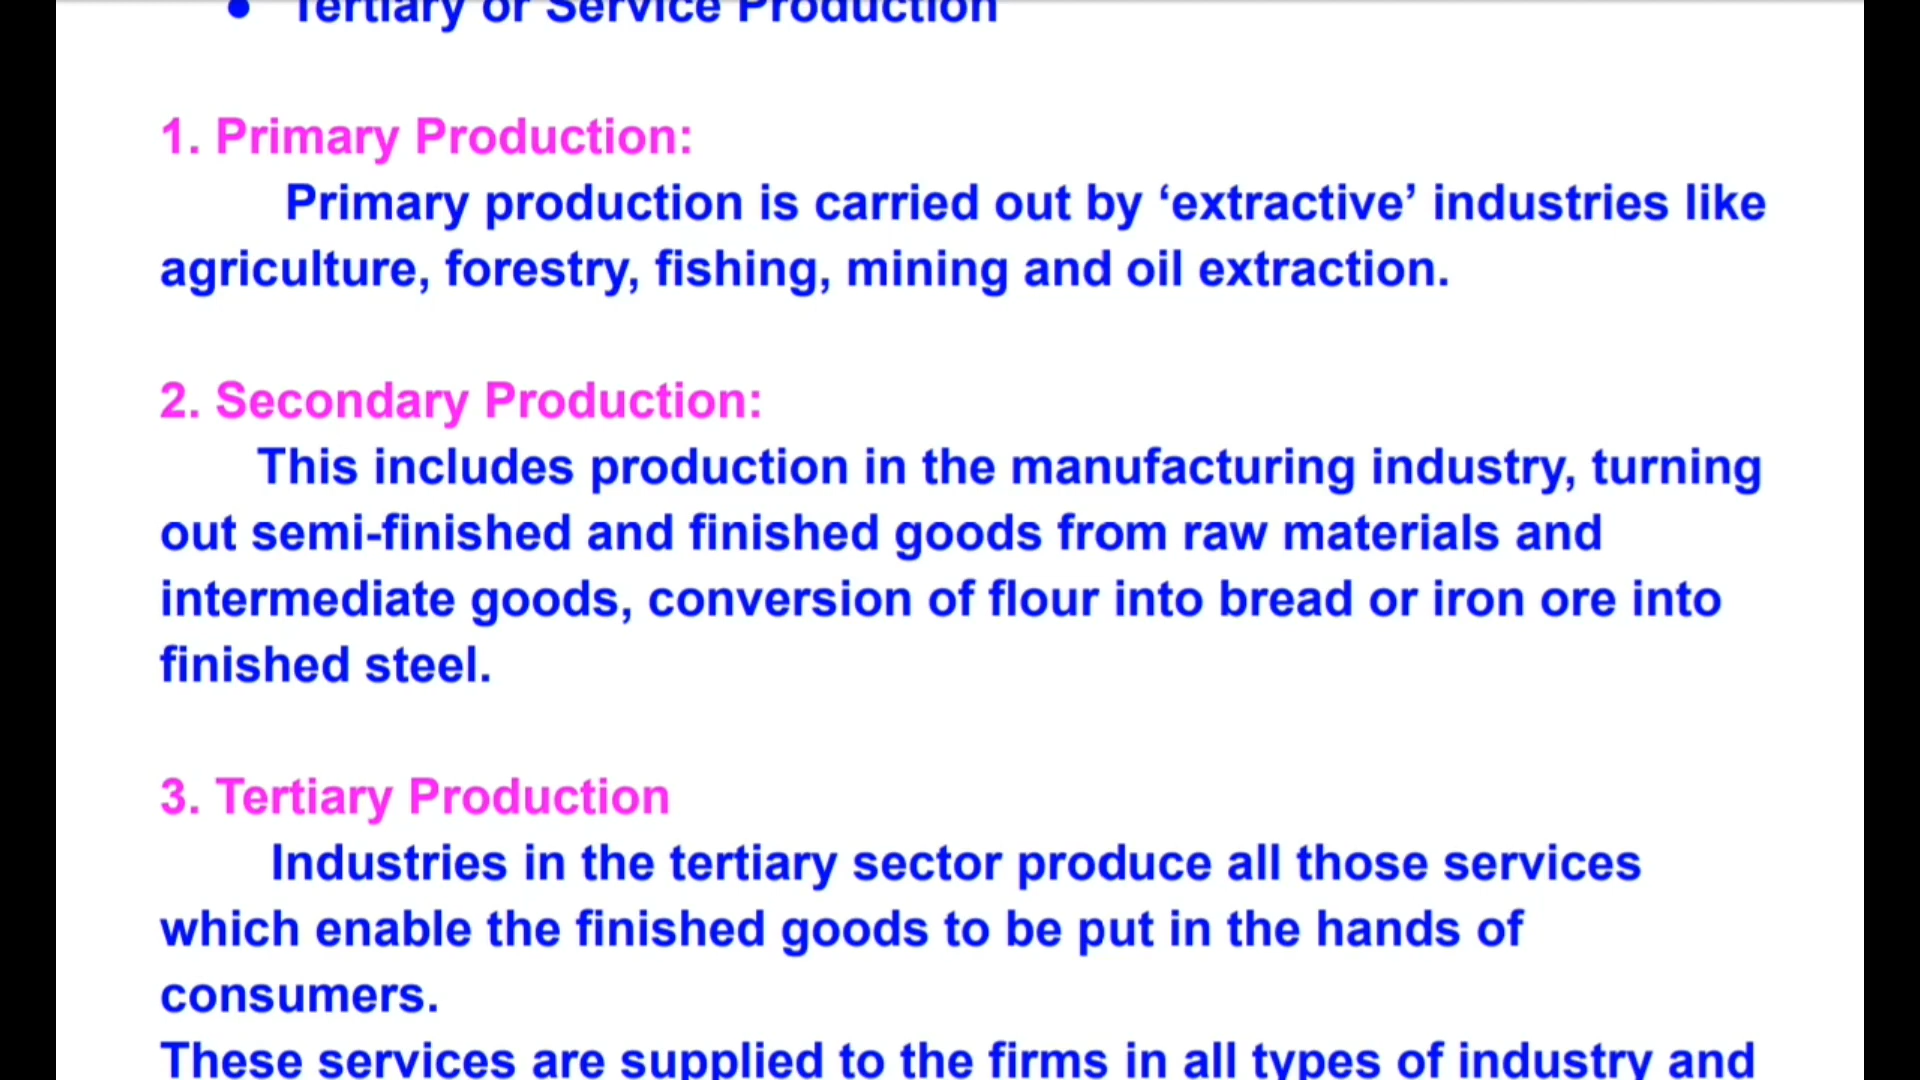 ● Tertiary or Service Production
1. Primary Production:
Primary production is carried out by ‘extractive’ industries like
agriculture, forestry, fishing, mining and oil extraction.
2. Secondary Production:
This includes production in the manufacturing industry, turning
out semi-finished and finished goods from raw materials and
intermediate goods, conversion of flour into bread or iron ore into
finished steel.
3. Tertiary Production
Industries in the tertiary sector produce all those services
which enable the finished goods to be put in the hands of
consumers.
These services are supplied to the firms in all types of industry and